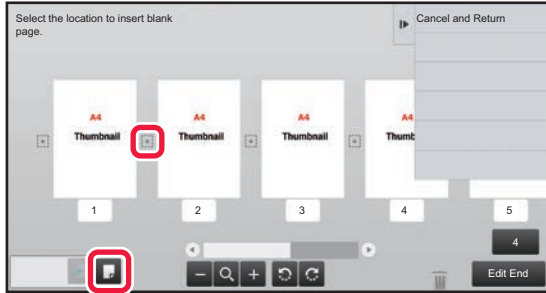 Select the location to insert blank
page.
Cancel and Return
A4
Thumbnail
A4
Thumbnail
A4
Thumbnail
A4
Thumb
1
2
3
4
5
4
Edit End